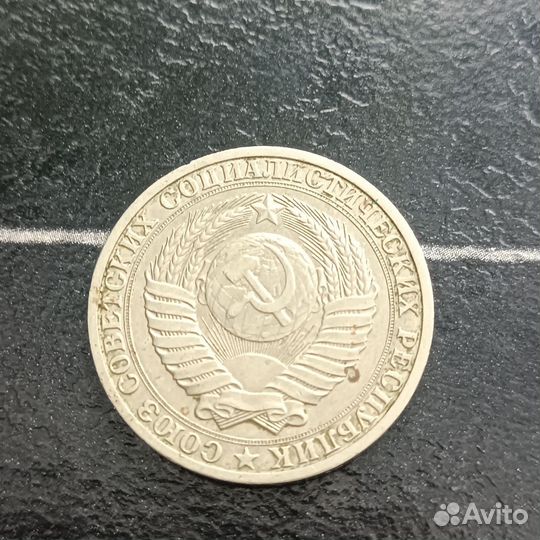 СОЮЗ СОВЕТСКИХ СОЦИАЛИСТИЧЕСКИХ РЕСПУБЛИК
Avito